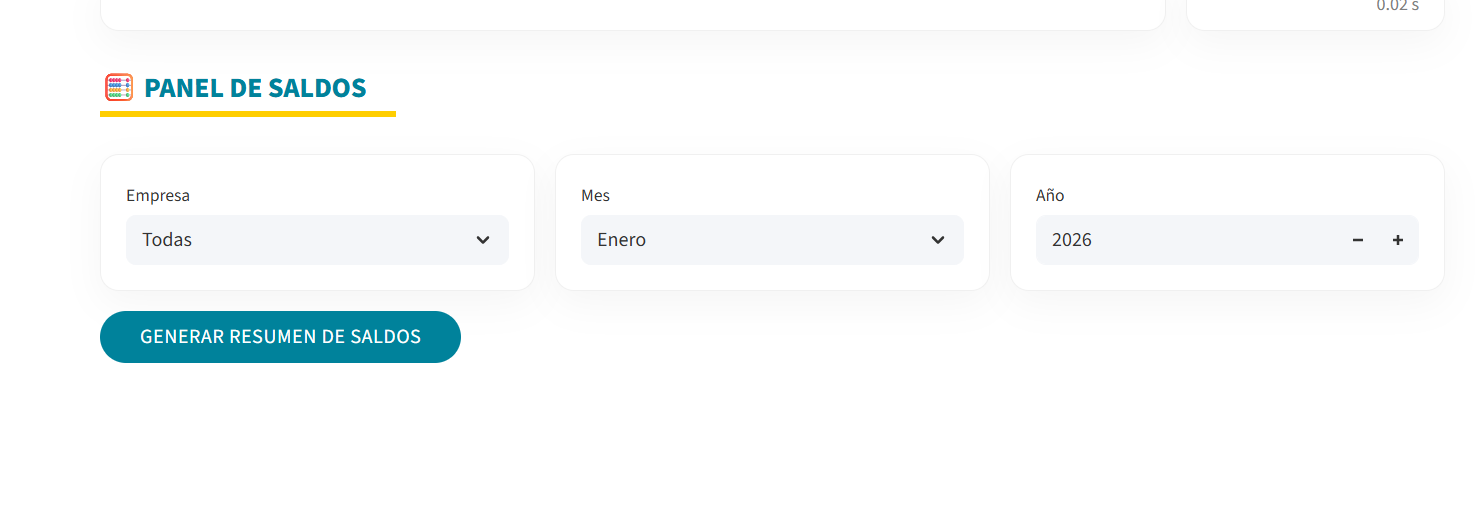 0.02 s
PANEL DE SALDOS
Empresa
Todas
Mes
Enero
Año
2026
GENERAR RESUMEN DE SALDOS